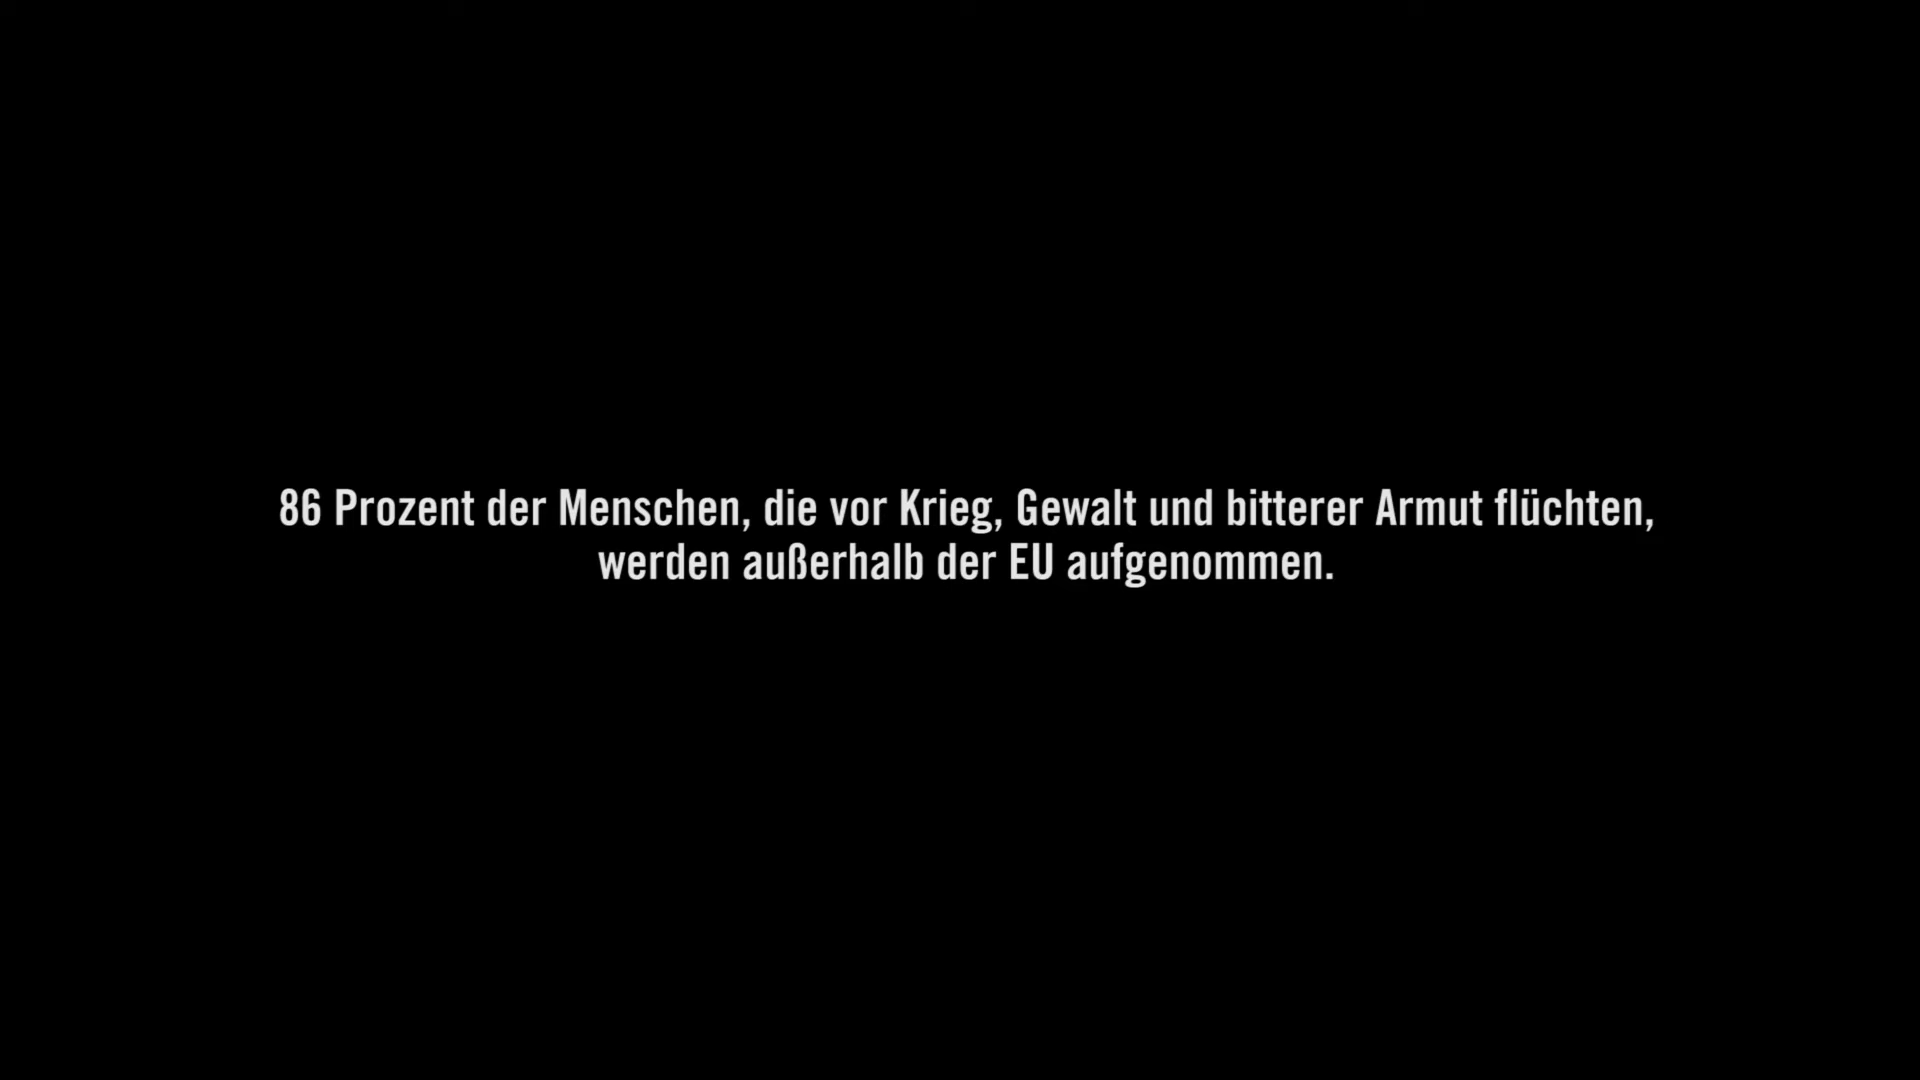 86 Prozent der Menschen, die vor Krieg, Gewalt und bitterer Armut flüchten,
werden außerhalb der EU aufgenommen.